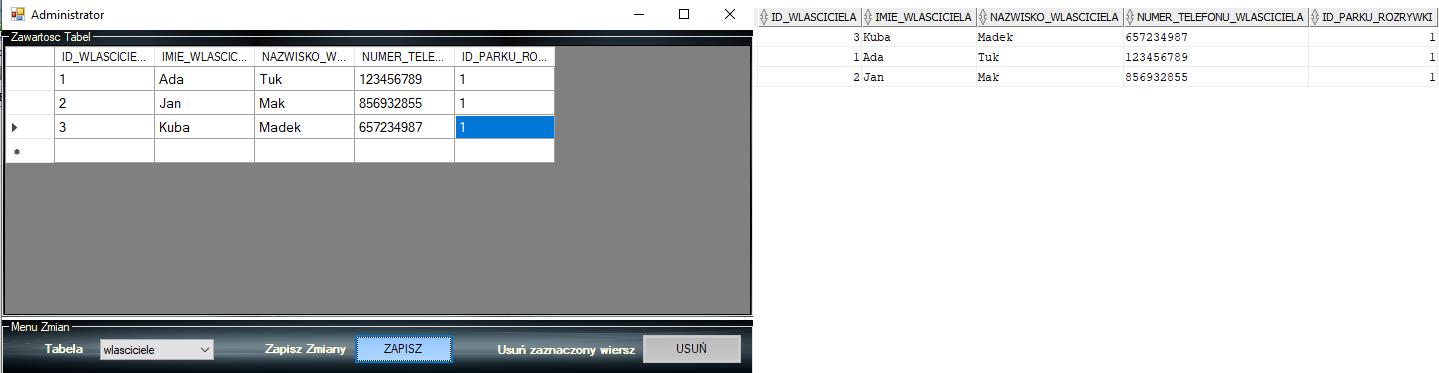 Administrator
Zawartosc Tabel
ID_WLASCICIE... IMIE_WLASCIC... NAZWISKO_W... NUMER_TELE... ID_PARKU_RO...
1 Ada Tuk 123456789 1
2 Jan Mak 856932855 1
3 Kuba Madek 657234987 1
Menu Zmian
Tabela wlasciciele Zapisz Zmiany ZAPISZ Usuń zaznaczony wiersz USUŃ
ID_WLASCICIELA IMIE_WLASCICIELA NAZWISKO_WLASCICIELA NUMER_TELEFONU_WLASCICIELA ID_PARKU_ROZRYWKI
3 Kuba Madek 657234987 1
1 Ada Tuk 123456789 1
2 Jan Mak 856932855 1